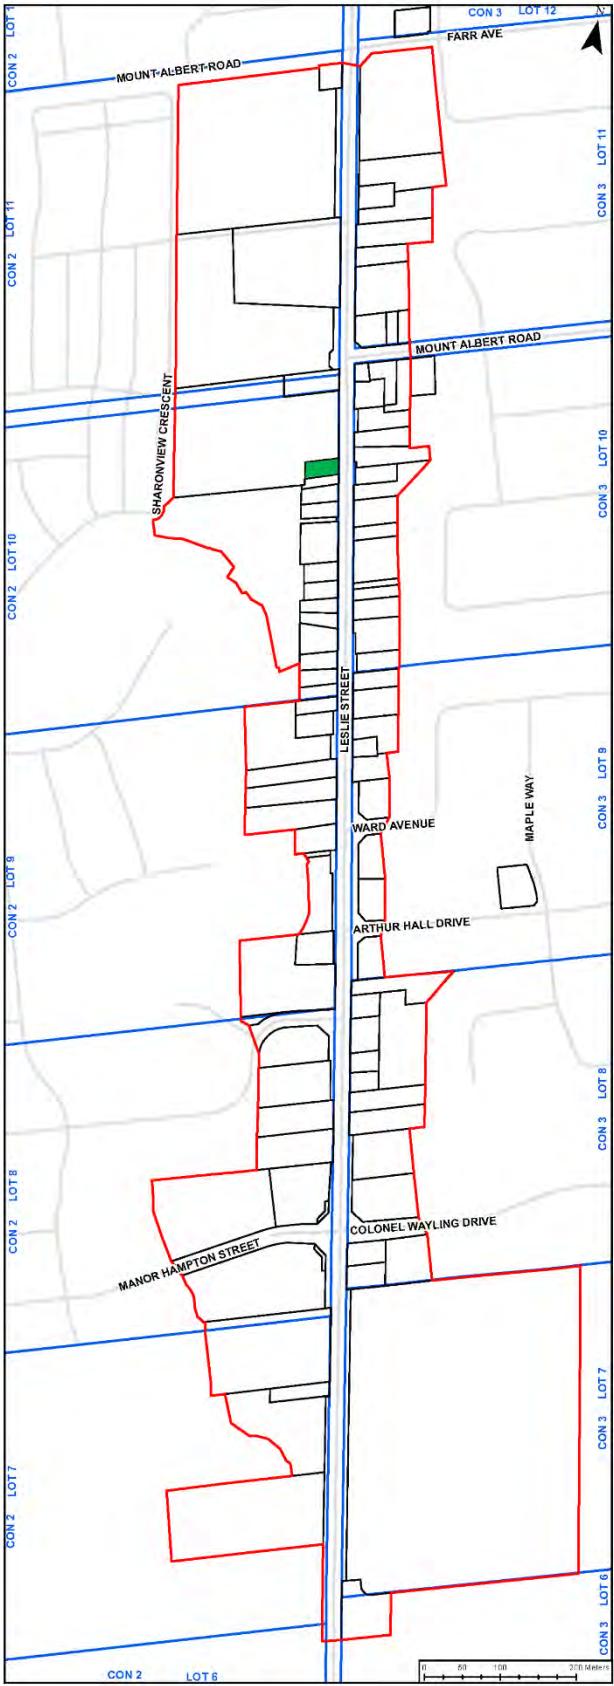 CON 3 LOT 12
N
FARR AVE
CON 2 LOT 1
MOUNT ALBERT ROAD
CON 3 LOT 11
CON 2 LOT 11
MOUNT ALBERT ROAD
SHARONVIEW CRESCENT
CON 3 LOT 10
CON 2 LOT 10
LESLIE STREET
CON 3 LOT 9
MAPLE WAY
WARD AVENUE
CON 2 LOT 9
ARTHUR HALL DRIVE
CON 3 LOT 8
CON 2 LOT 8
COLONEL WAYLING DRIVE
MANOR HAMPTON STREET
CON 3 LOT 7
CON 2 LOT 7
CON 3 LOT 6
CON 2 LOT 6
0 50 100 200 Meters